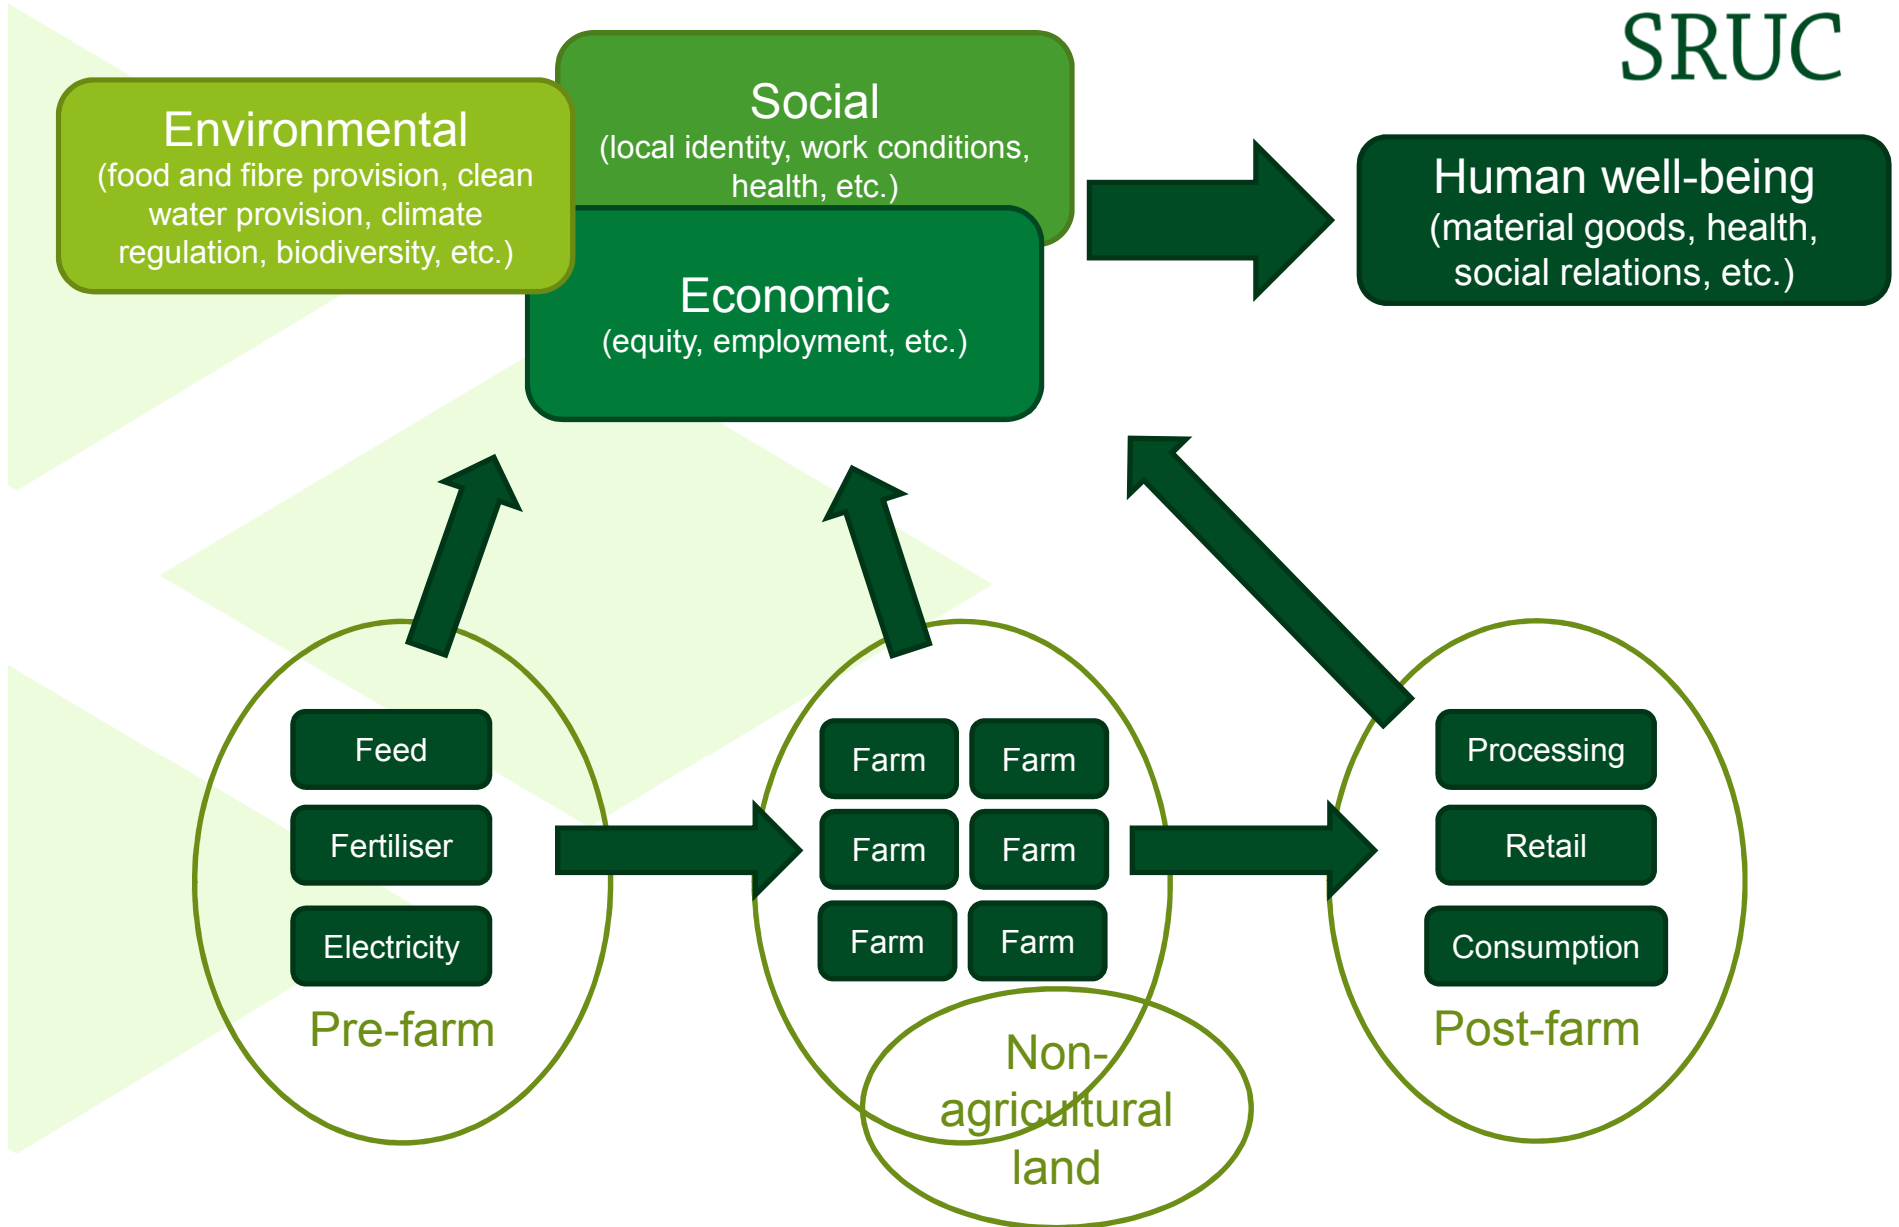 SRUC
Environmental
(food and fibre provision, clean
water provision, climate
regulation, biodiversity, etc.)
Social
(local identity, work conditions,
health, etc.)
Economic
(equity, employment, etc.)
Human well-being
(material goods, health,
social relations, etc.)
Feed
Fertiliser
Electricity
Pre-farm
Farm
Farm
Farm
Farm
Farm
Farm
Non-
agricultural
land
Processing
Retail
Consumption
Post-farm